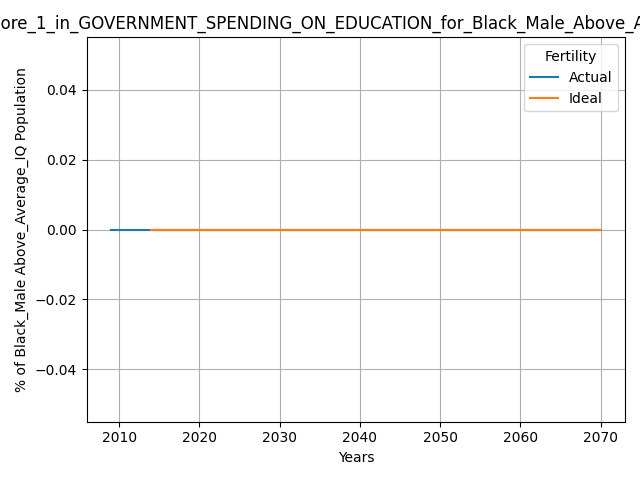 ore_1_in_GOVERNMENT_SPENDING_ON_EDUCATION_for_Black_Male_Above_A
Fertility
Actual
Ideal
% of Black_Male Above_Average_IQ Population
0.04
0.02
0.00
−0.02
−0.04
2010 2020 2030 2040 2050 2060 2070
Years